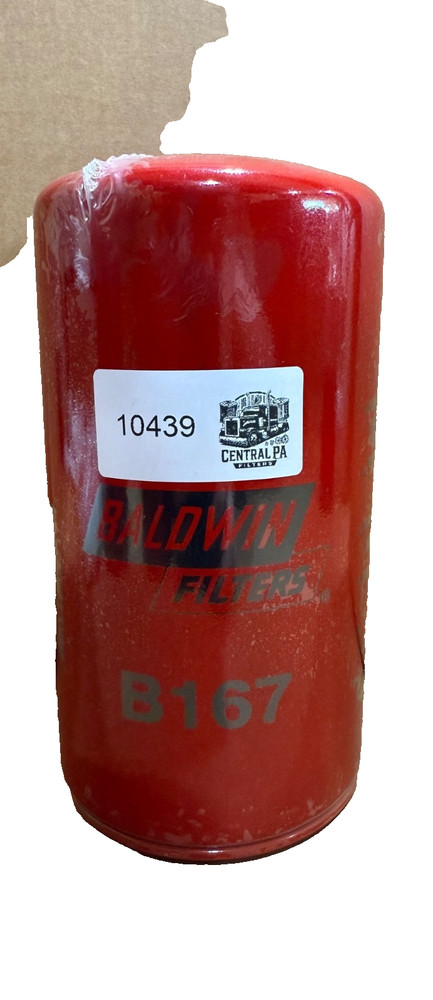 10439
CENTRAL PA
FILTERS
BALDWIN
FILTERS
B167